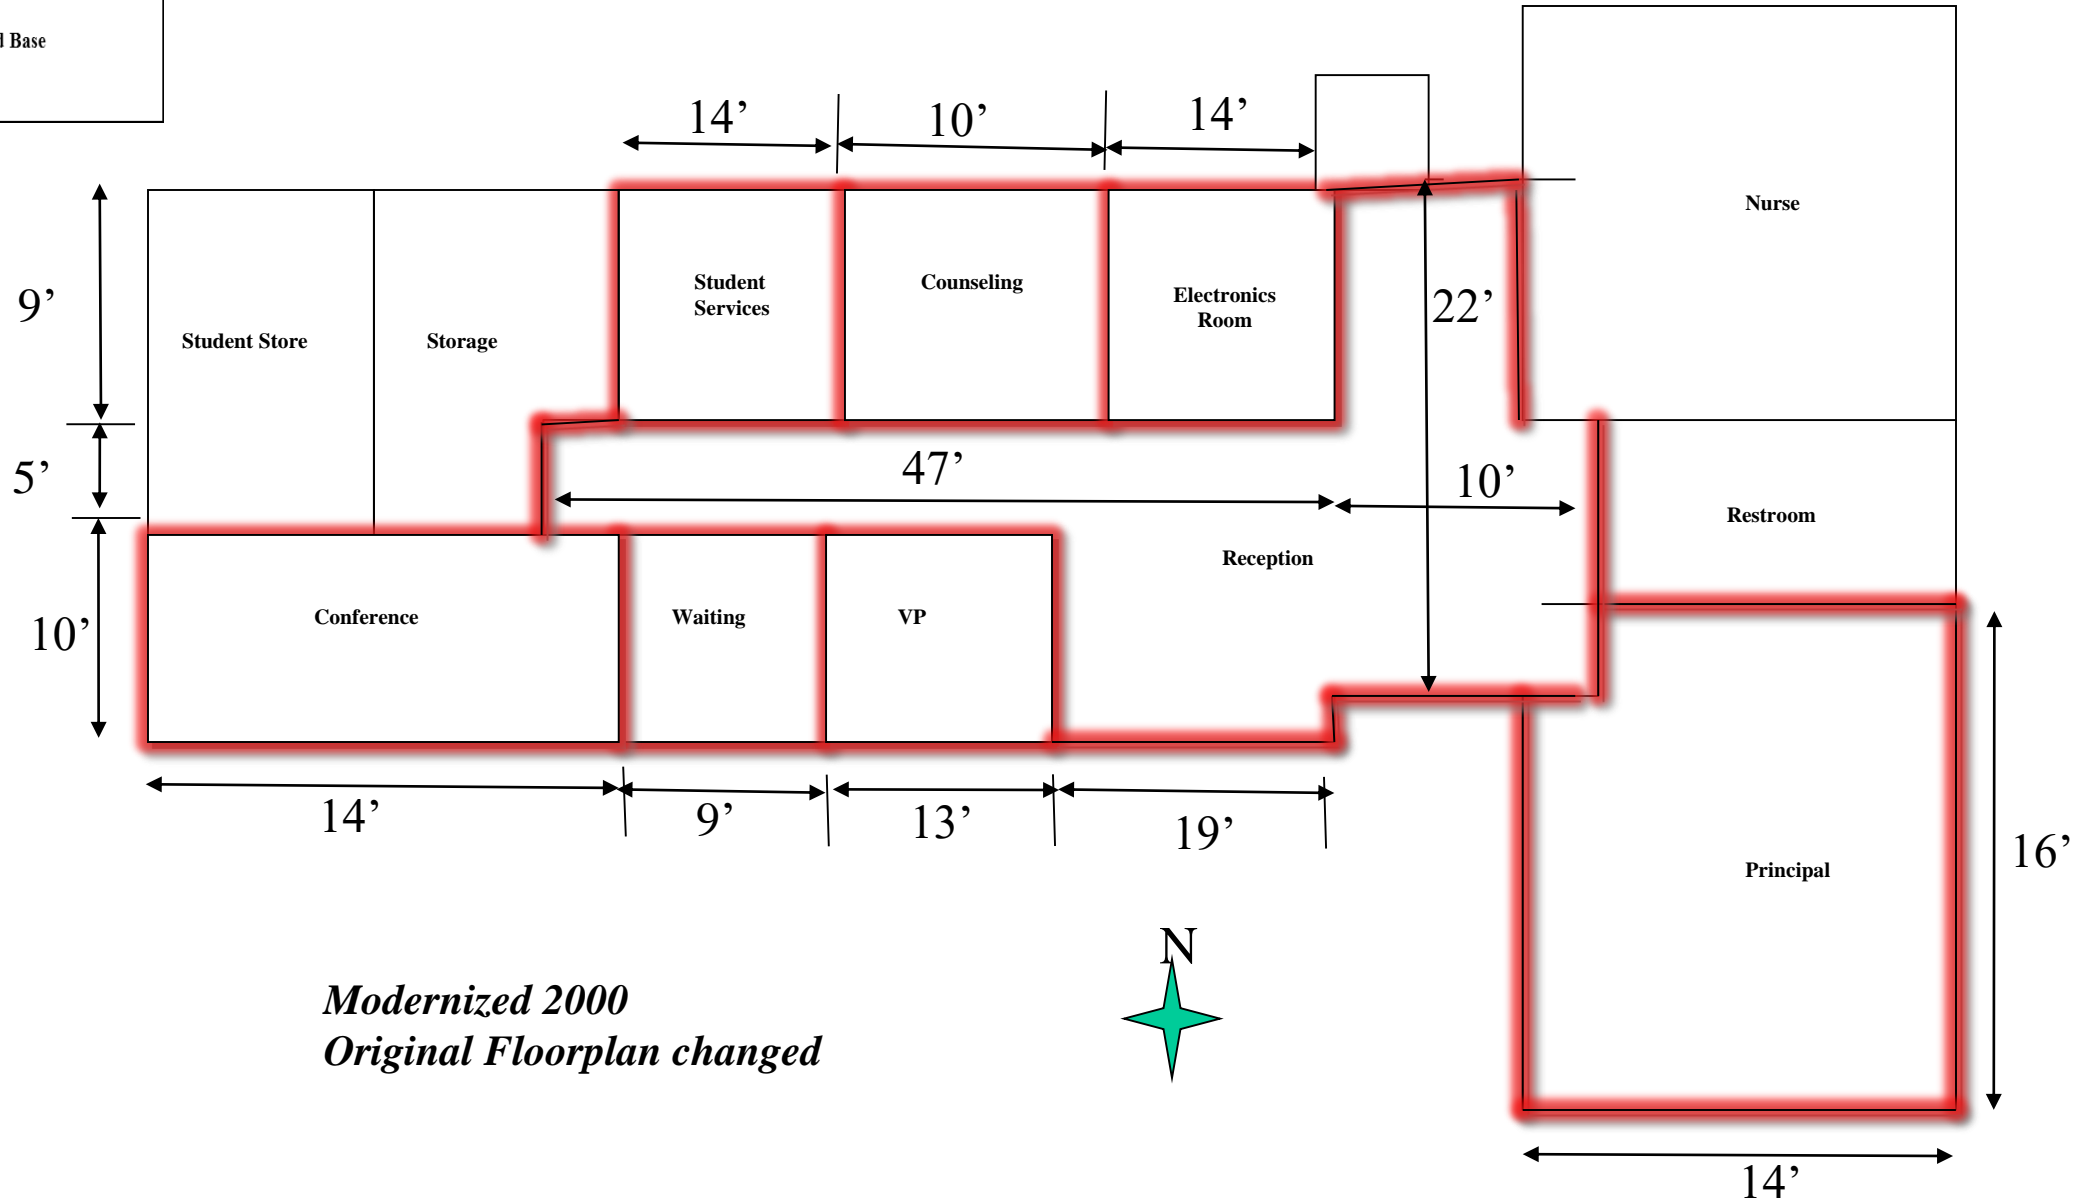 d Base
14’
10’
14’
Nurse
9’
Student
Services
Counseling
Electronics
Room
22’
Student Store
Storage
5’
47’
10’
Restroom
Reception
10’
Conference
Waiting
VP
14’
9’
13’
19’
16’
Principal
N
Modernized 2000
Original Floorplan changed
14’